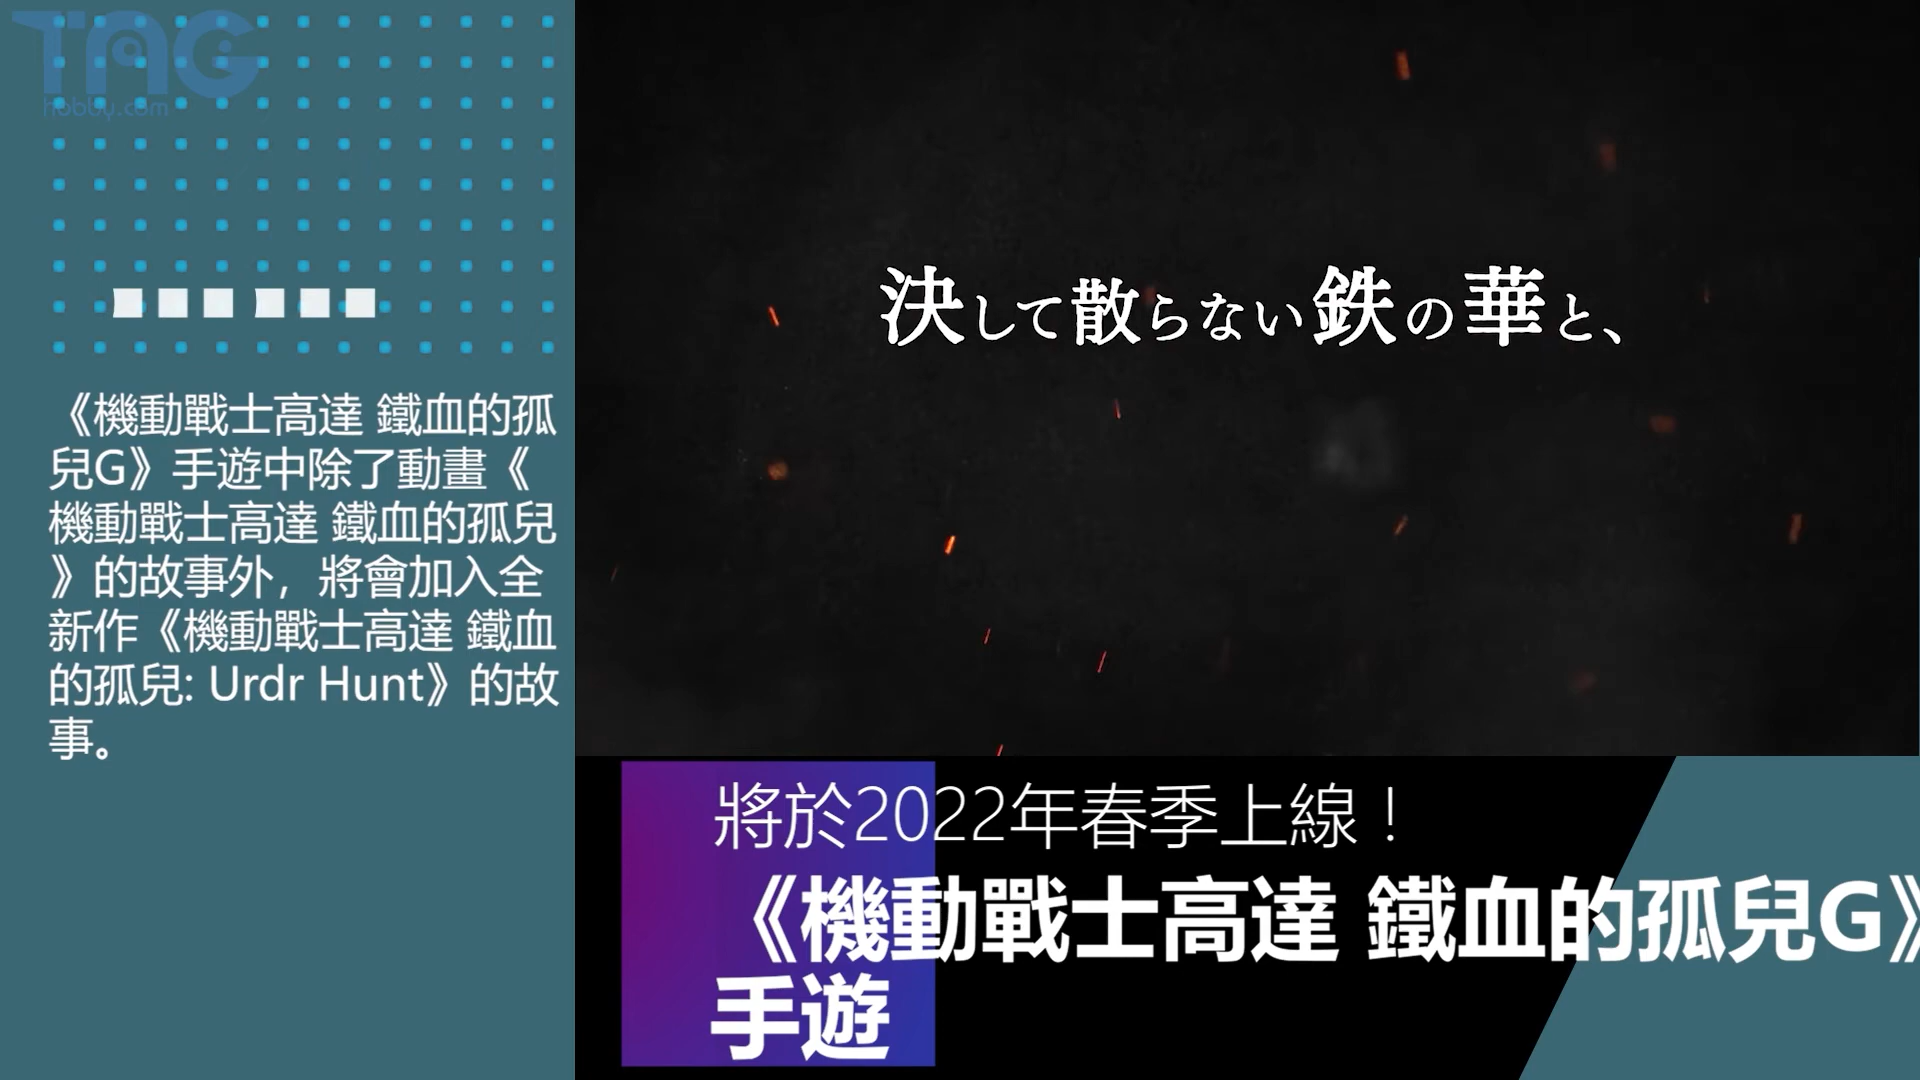 TAG
hobby.com
《機動戰士高達 鐵血的孤
兒G》手遊中除了動畫《
機動戰士高達 鐵血的孤兒
》的故事外，將會加入全
新作《機動戰士高達 鐵血
的孤兒: Urdr Hunt》的故
事。
決して散らない鉄の華と、
將於2022年春季上線！
《機動戰士高達 鐵血的孤兒G》
手遊